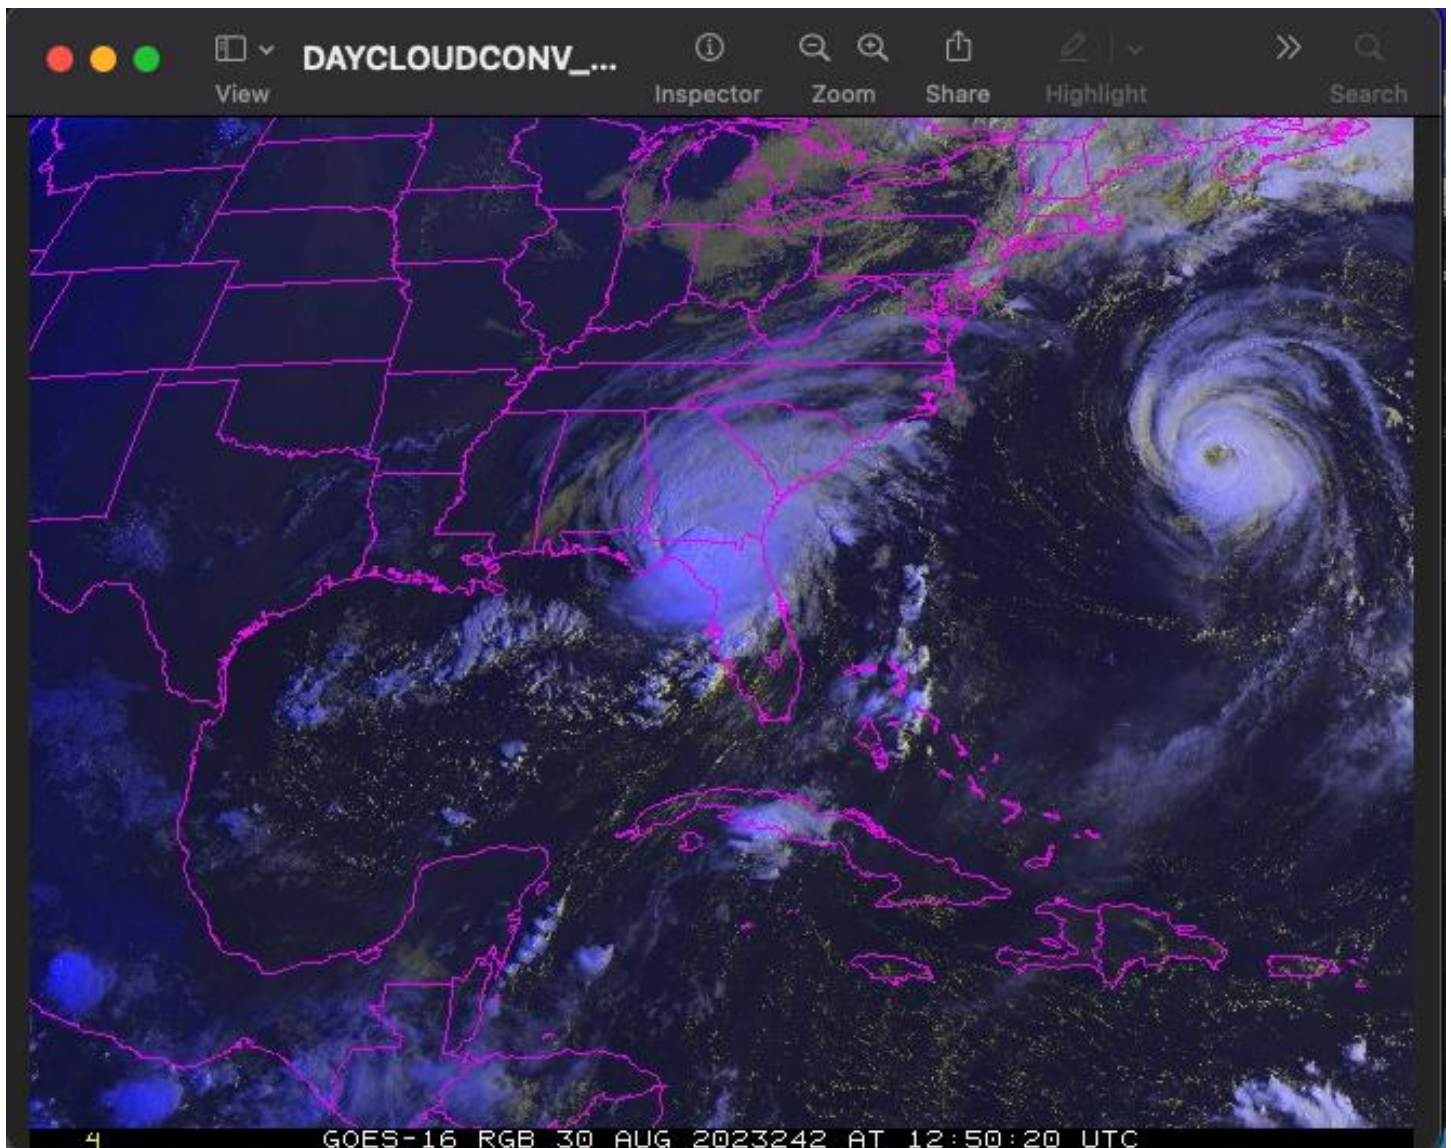 DAYCLOUDCONV_...
View
Inspector
Zoom
Share
Highlight
Search
4 GOES-16 RGB 30 AUG 2023242 AT 12:50:20 UTC